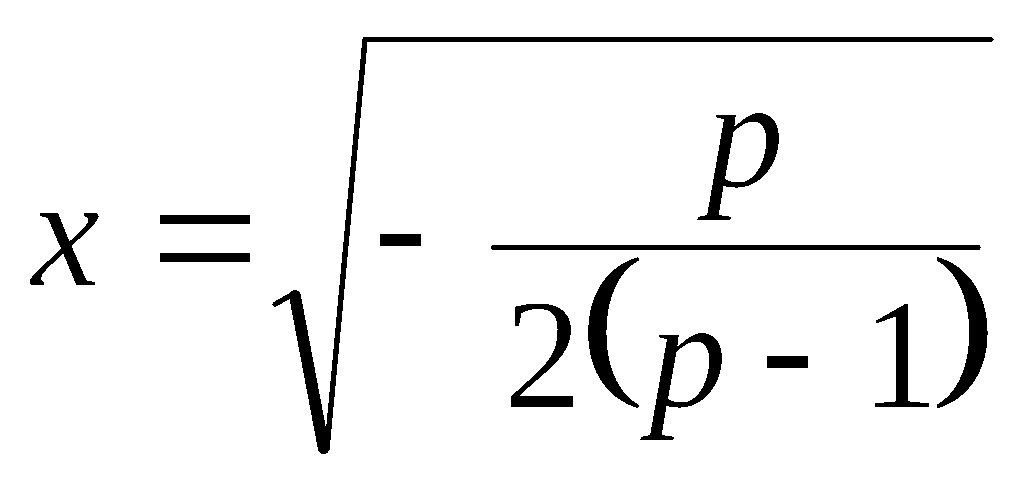 x = √(- p / 2(p - 1))